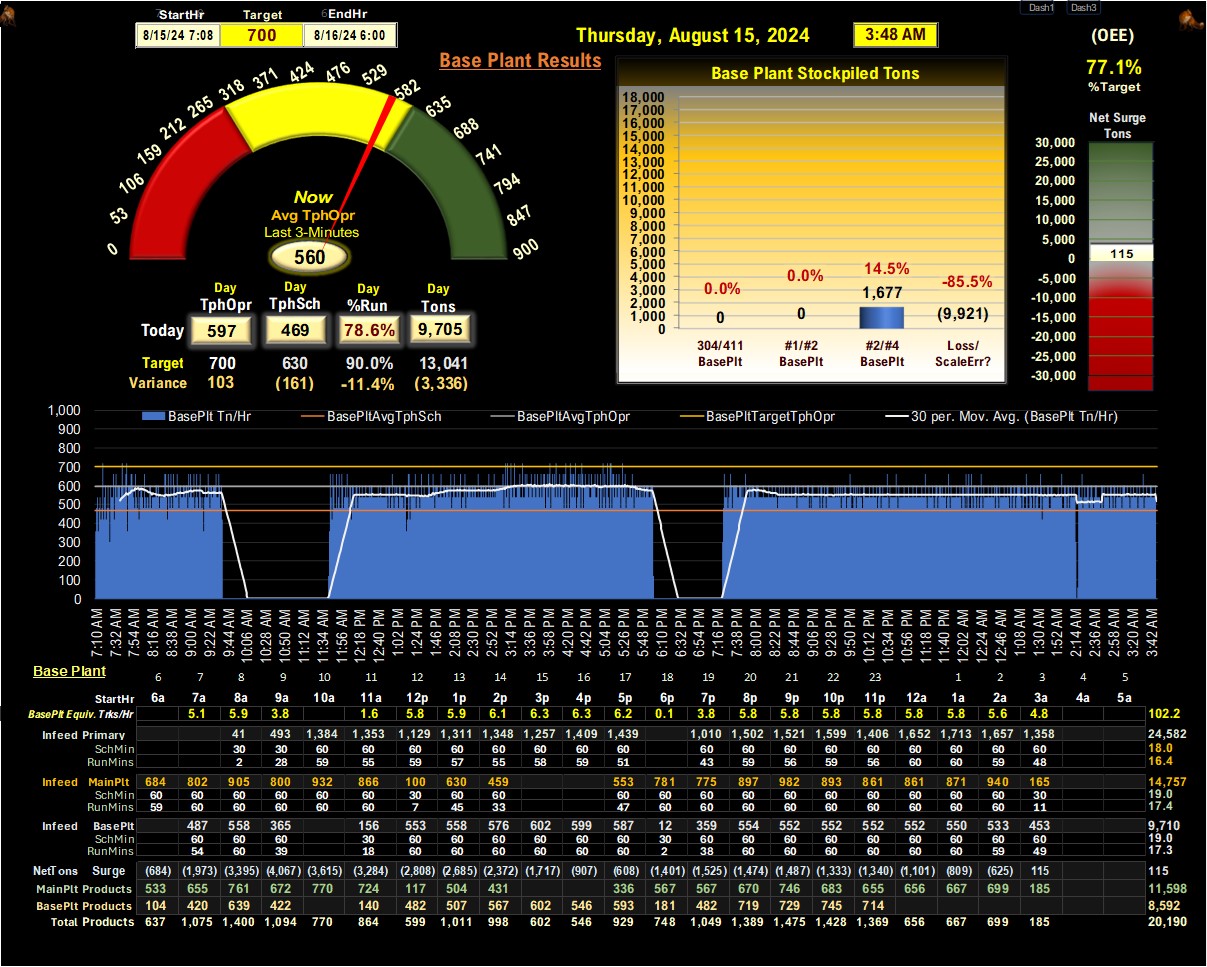 StartHr Target EndHr
8/15/24 7:08 700 8/16/24 6:00
Thursday, August 15, 2024
3:48 AM
Dash1 Dash3
(OEE)
77.1%
%Target
Base Plant Results
0 53 106 159 212 265 318 371 424 476 529 582 635 688 741 794 847 900
Now
Avg TphOpr
Last 3-Minutes
560
Day Day Day Day
TphOpr TphSch %Run Tons
Today 597 469 78.6% 9,705
Target 700 630 90.0% 13,041
Variance 103 (161) -11.4% (3,336)
Base Plant Stockpiled Tons
18,000
17,000
16,000
15,000
14,000
13,000
12,000
11,000
10,000
9,000
8,000
7,000
6,000
5,000
4,000
3,000
2,000
1,000
0
0.0% 0.0% 14.5% -85.5%
0 0 1,677 (9,921)
304/411 #1/#2 #2/#4 Loss/
BasePlt BasePlt BasePlt ScaleErr?
Net Surge
Tons
30,000
25,000
20,000
15,000
10,000
5,000
115
0
-5,000
-10,000
-15,000
-20,000
-25,000
-30,000
BasePlt Tn/Hr BasePltAvgTphSch BasePltAvgTphOpr BasePltTargetTphOpr 30 per. Mov. Avg. (BasePlt Tn/Hr)
1,000
900
800
700
600
500
400
300
200
100
0
7:10 AM 7:32 AM 7:54 AM 8:16 AM 8:38 AM 9:00 AM 9:22 AM 9:44 AM 10:06 AM 10:28 AM 10:50 AM 11:12 AM 11:34 AM 11:56 AM 12:18 PM 12:40 PM 1:02 PM 1:24 PM 1:46 PM 2:08 PM 2:30 PM 2:52 PM 3:14 PM 3:36 PM 3:58 PM 4:20 PM 4:42 PM 5:04 PM 5:26 PM 5:48 PM 6:10 PM 6:32 PM 6:54 PM 7:16 PM 7:38 PM 8:00 PM 8:22 PM 8:44 PM 9:06 PM 9:28 PM 9:50 PM 10:12 PM 10:34 PM 10:56 PM 11:18 PM 11:40 PM 12:02 AM 12:24 AM 12:46 AM 1:08 AM 1:30 AM 1:52 AM 2:14 AM 2:36 AM 2:58 AM 3:20 AM 3:42 AM
Base Plant
6 7 8 9 10 11 12 13 14 15 16 17 18 19 20 21 22 23 1 2 3 4 5
StartHr 6a 7a 8a 9a 10a 11a 12p 1p 2p 3p 4p 5p 6p 7p 8p 9p 10p 11p 12a 1a 2a 3a 4a 5a
BasePlt Equiv. Trks/Hr 5.1 5.9 3.8 1.6 5.8 5.9 6.1 6.3 6.3 6.2 0.1 3.8 5.8 5.8 5.8 5.8 5.8 5.8 5.6 4.8 102.2
Infeed Primary 41 493 1,384 1,353 1,129 1,311 1,348 1,257 1,409 1,439 1,010 1,502 1,521 1,599 1,406 1,652 1,713 1,657 1,358 24,582
SchMin 30 30 60 60 60 60 60 60 60 60 60 60 60 60 60 60 60 60 60 18.0
RunMins 2 28 59 55 59 57 55 58 59 51 43 59 56 59 56 60 60 59 48 16.4
Infeed MainPlt 684 802 905 800 932 866 100 630 459 553 781 775 897 982 893 861 861 871 940 165 14,757
SchMin 60 60 60 60 60 60 30 60 60 60 60 60 60 60 60 60 60 60 60 30 19.0
RunMins 59 60 60 60 60 60 7 45 33 47 60 60 60 60 60 60 60 60 60 11 17.4
Infeed BasePlt 487 558 365 156 553 558 576 602 599 587 12 359 554 552 552 552 552 550 533 453 9,710
SchMin 60 60 60 30 60 60 60 60 60 60 30 60 60 60 60 60 60 60 60 60 19.0
RunMins 54 60 39 18 60 60 60 60 60 60 2 38 60 60 60 60 60 60 59 49 17.3
NetTons Surge (684) (1,973) (3,395) (4,067) (3,615) (3,284) (2,808) (2,685) (2,372) (1,717) (907) (608) (1,401) (1,525) (1,474) (1,487) (1,333) (1,340) (1,101) (809) (625) 115 115
MainPlt Products 533 655 761 672 770 724 117 504 431 336 567 567 670 746 683 655 656 667 699 185 11,598
BasePlt Products 104 420 639 422 140 482 507 567 602 546 593 181 482 719 729 745 714 8,592
Total Products 637 1,075 1,400 1,094 770 864 599 1,011 998 602 546 929 748 1,049 1,389 1,475 1,428 1,369 656 667 699 185 20,190